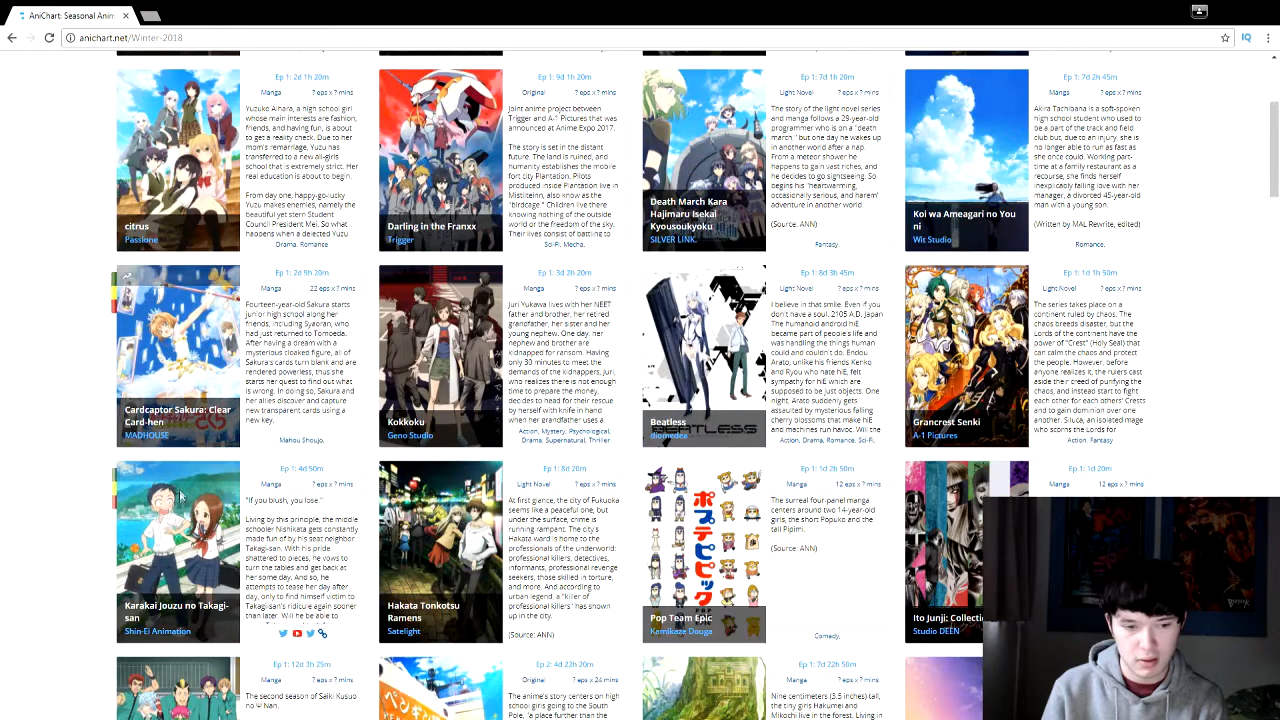 AniChart: Seasonal Anim
anichart.net/Winter-2018
IQ
Ep 1: 2d 1h 20m
Manga ? eps x ? mins
Yuzuko Aihara, a high school girl
whose main interests are fashion,
friends, and having fun, is about
to get a reality check. Due to her
mom's remarriage, Yuzu has
transferred to a new all-girls
school that is extremely strict. Her
real education is about to begin.
From day one, happy-go-lucky
Yuzu makes enemies, namely the
beautiful yet stern Student
Council President Mei. So what
happens when a dejected Yuzu
Drama, Romance
citrus
Passione
Ep 1: 9d 1h 20m
Original ? eps x ? mins
Joint anime project between
Trigger and A-1 Pictures that was
announced at Anime Expo 2017.
The story is set in the distant
future. The land is ruined, and
humanity establishes the mobile
fort city Plantation. Pilots
produced inside Plantation live in
Mistilteinn, also known as the
"birdcage." Children live there
knowing nothing of the outside
world or the freedom of the sky.
Their lives consist of battling to
Sci-Fi, Mecha,
Darling in the Franxx
Trigger
Ep 1: 7d 1h 20m
Light Novel ? eps x ? mins
The story of the light novel series
and manga follows a 29-year-old
programmer who is on a "death
march," but one day he wakes up
in another world after a nap.
From a meteor shower he
happens to gain vast riches, and
he decides to go sightseeing. So
begins his "heartwarming,
occasionally serious, and harem"
adventure in another world.
(Source: ANN)
Fantasy,
Death March Kara
Hajimaru Isekai
Kyousoukyoku
SILVER LINK.
Ep 1: 7d 2h 45m
Manga ? eps x ? mins
Akira Tachibana is a soft-spoken
high school student who used to
be a part of the track and field
club but, due to an injury, she is
no longer able to run as fast as
she once could. Working part-
time at a family restaurant as a
recourse, she finds herself
inexplicably falling love with her
manager, a divorced 45-year-old
man with a young son.
(Written by MAL Rewrite, edited)
Romance,
Koi wa Ameagari no You
ni
Wit Studio
Ep 1: 2d 9h 20m
Manga 22 eps x ? mins
Fourteen-year-old Sakura starts
junior high school along her
friends, including Syaoran, who
had just returned to Tomoeda.
After having a dream with a
mysterious cloaked figure, all of
Sakura's cards turn blank and are
rendered powerless, thus she
starts her quest to find out what
is wrong. In doing so, Sakura and
her allies discover and capture
new transparent cards using a
new key.
Mahou Shoujo,
Cardcaptor Sakura: Clear
Card-hen
MADHOUSE
Ep 1: 3d 2h 20m
Manga ? eps x ? mins
Juri Yukawa lives with her NEET
father and brother, her retired
grandfather, her sister and her
young nephew. One day, her
nephew and brother are
kidnapped for ransom. Having
only 30 minutes to meet the
demands of the kidnappers, Juri,
who realizes there is not enough
time to prepare the money,
decides to head for the rescue
by herself with knife in hand
when her grandfather uses a
Action, Mystery, Psychological,
Drama, Supernatural, Thriller
Kokkoku
Geno Studio
Ep 1: 8d 3h 45m
Light Novel ? eps x ? mins
I believe in that smile. Even if you
don't have a soul. 2105 A.D. Japan
The humanoid android hiE
became part of people's life and
was handling the things human
could and couldn't do. Endou
Arato, unlike his friends Kenko
and Ryou who hate hiE, felt
sympathy for hiE which are
supposed to be just objects. One
night, Arato suddenly gets
assaulted by mysterious falling
cherry blossoms that make hiE
and machines run havoc. Will the
Action, Drama, Romance, Sci-Fi,
BEATLESS
Beatless
diomedea
Ep 1: 1d 1h 50m
Light Novel ? eps x ? mins
The series takes place on a
continent ruled by chaos. The
chaos breeds disaster, but the
Lords of the continent have the
power of "Crest" (Holy Seal) that
can calm the chaos and protect
the people. However, before
anyone realizes it, the rulers cast
aside their creed of purifying the
chaos, and instead start to fight
each other for each others' Crests
and to gain dominion over one
another. Siluca, an isolated mage
who scorns the Lords for
Action, Fantasy
Grancrest Senki
A-1 Pictures
Ep 1: 4d 50m
Manga ? eps x ? mins
"If you blush, you lose."
Living by this principle, the middle
schooler Nishikata gets constantly
made fun of by his seat neighbor
Takagi-san. With his pride
shattered to pieces, he vows to
turn the tables and get back at
her some day. And so, he
attempts to tease her day after
day, only to find himself victim to
Takagi-san's ridicule again sooner
than later. Will he be able to
Karakai Jouzu no Takagi-
san
Shin-Ei Animation
Ep 1: 8d 20m
Light Novel ? eps x ? mins
At first glance, the city of Fukuoka
seems like a peaceful one, but
under the surface, crime is
running rampant. The city's
Hakata ward is home to the
professionals of the underworld:
professional killers, detectives,
informants, professional revenge
seekers, those skilled in torture,
and more. And according to
urban legend, a "killer of
professional killers" has shown
up in the city.
(Source: ANN)
Hakata Tonkotsu
Ramens
Satelight
Ep 1: 1d 2h 50m
Manga 12 eps x ? mins
The surreal four-panel manga
centers around two 14-year-old
girls, the short Popuko and the
tall Pipimi.
(Source: ANN)
Comedy,
ポプテピピック
POP TEAM EPIC
Pop Team Epic
Kamikaze Douga
Ep 1: 1d 20m
Manga 12 eps x ? mins
Ito Junji: Collecti
Studio DEEN
Ep 1: 12d 3h 25m
Manga ? eps x ? mins
The second season of Saiki Kusuo
no Ψ Nan.
Ep 2: 4d 22h 20m
Original ? eps x 24 mins
The anime's story centers on high
school girls going to the South
Pole, "a place further than the
Ep 1: 7d 22h 50m
Manga ? eps x ? mins
Nine centimeters (3.5 inches) tall,
the tiny girls Hakumei and
Mikochi live in the forest. Living in